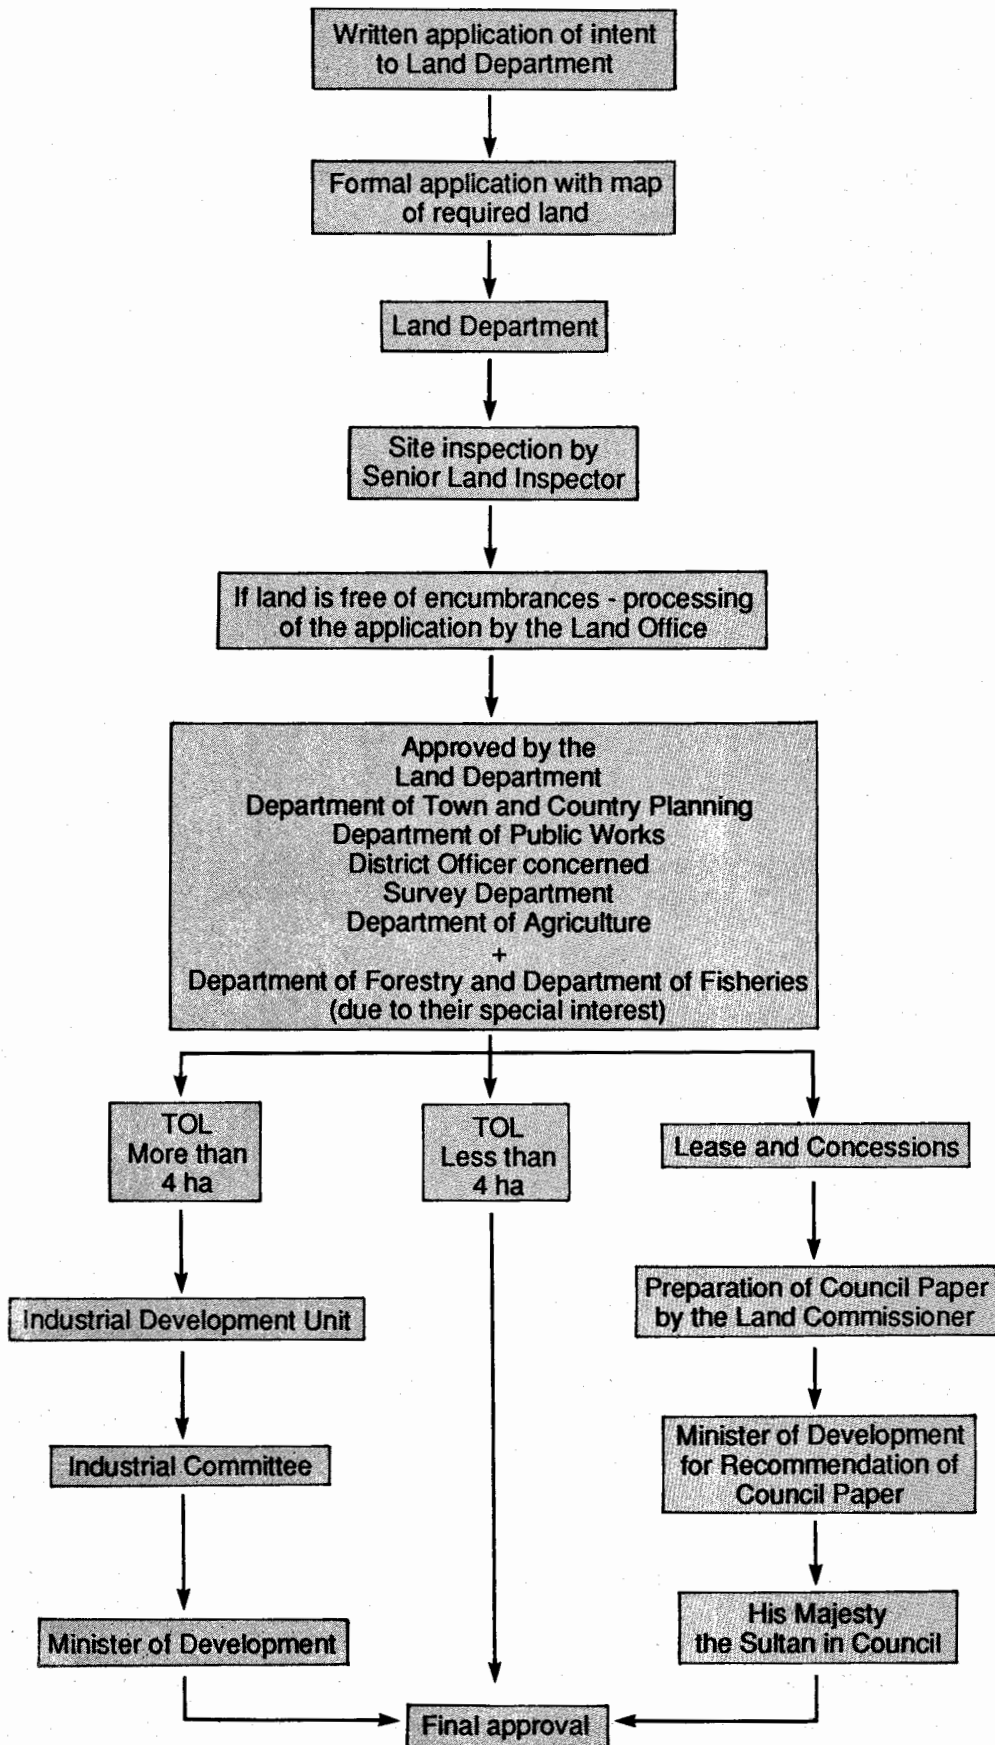 Written application of intent
to Land Department
Formal application with map
of required land
Land Department
Site inspection by
Senior Land Inspector
If land is free of encumbrances - processing
of the application by the Land Office
Approved by the
Land Department
Department of Town and Country Planning
Department of Public Works
District Officer concerned
Survey Department
Department of Agriculture
+
Department of Forestry and Department of Fisheries
(due to their special interest)
TOL
More than
4 ha
TOL
Less than
4 ha
Lease and Concessions
Industrial Development Unit
Preparation of Council Paper
by the Land Commissioner
Industrial Committee
Minister of Development
for Recommendation of
Council Paper
Minister of Development
His Majesty
the Sultan in Council
Final approval